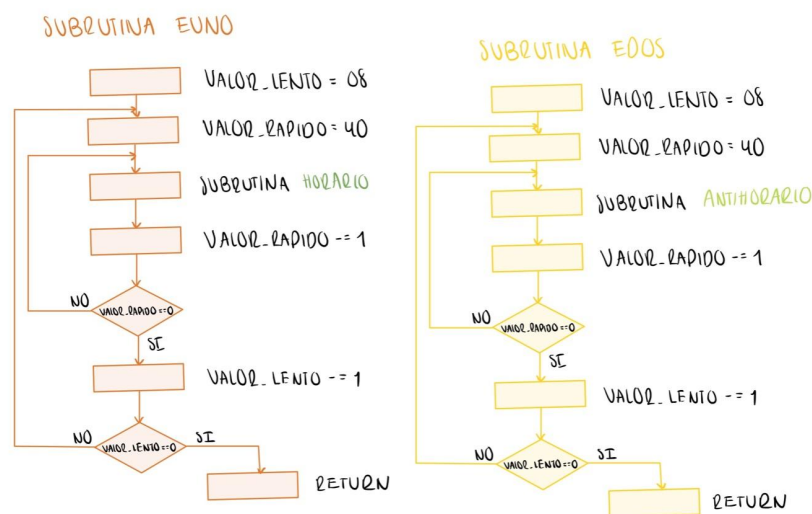 SUBRUTINA EUNO
VALOR_LENTO = 08
VALOR_RAPIDO = 40
SUBRUTINA HORARIO
VALOR_RAPIDO -= 1
VALOR_RAPIDO == 0
NO
SI
VALOR_LENTO -= 1
VALOR_LENTO == 0
NO
SI
RETURN
SUBRUTINA EDOS
VALOR_LENTO = 08
VALOR_RAPIDO = 40
SUBRUTINA ANTIHORARIO
VALOR_RAPIDO -= 1
VALOR_RAPIDO == 0
NO
SI
VALOR_LENTO -= 1
VALOR_LENTO == 0
NO
SI
RETURN